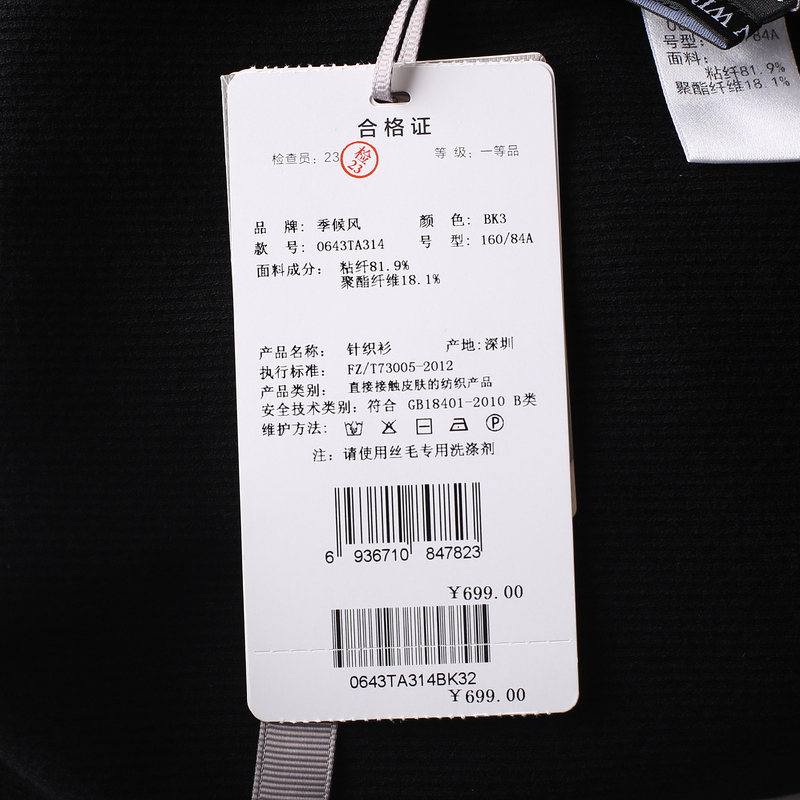 合格证
检查员: 23 检23 等 级: 一等品
品 牌: 季候风 颜 色: BK3
款 号: 0643TA314 号 型: 160/84A
面料成分: 粘纤81.9%
聚酯纤维18.1%
产品名称: 针织衫 产地:深圳
执行标准: FZ/T73005-2012
产品类别: 直接接触皮肤的纺织产品
安全技术类别: 符合 GB18401-2010 B类
维护方法: P
注: 请使用丝毛专用洗涤剂
6 936710 847823
¥699.00
0643TA314BK32
¥699.00
号型: 84A
面料:
粘纤81.9%
聚酯纤维18.1%